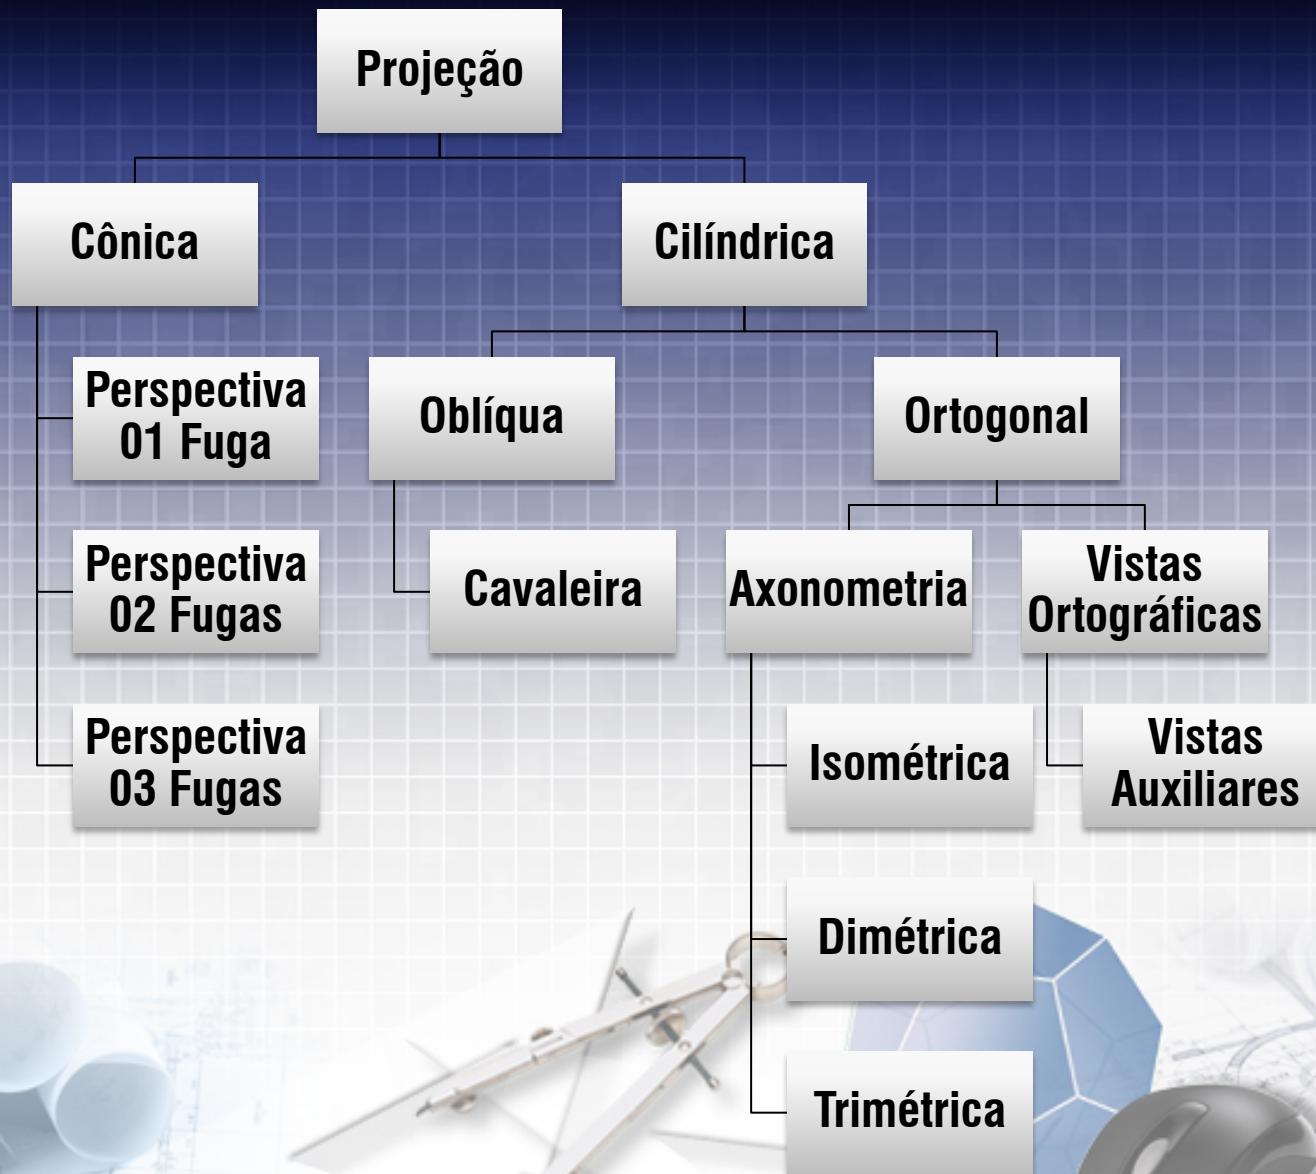 Projeção
Cônica
Cilíndrica
Perspectiva
01 Fuga
Oblíqua
Ortogonal
Perspectiva
02 Fugas
Cavaleira
Axonometria
Vistas
Ortográficas
Perspectiva
03 Fugas
Isométrica
Vistas
Auxiliares
Dimétrica
Trimétrica